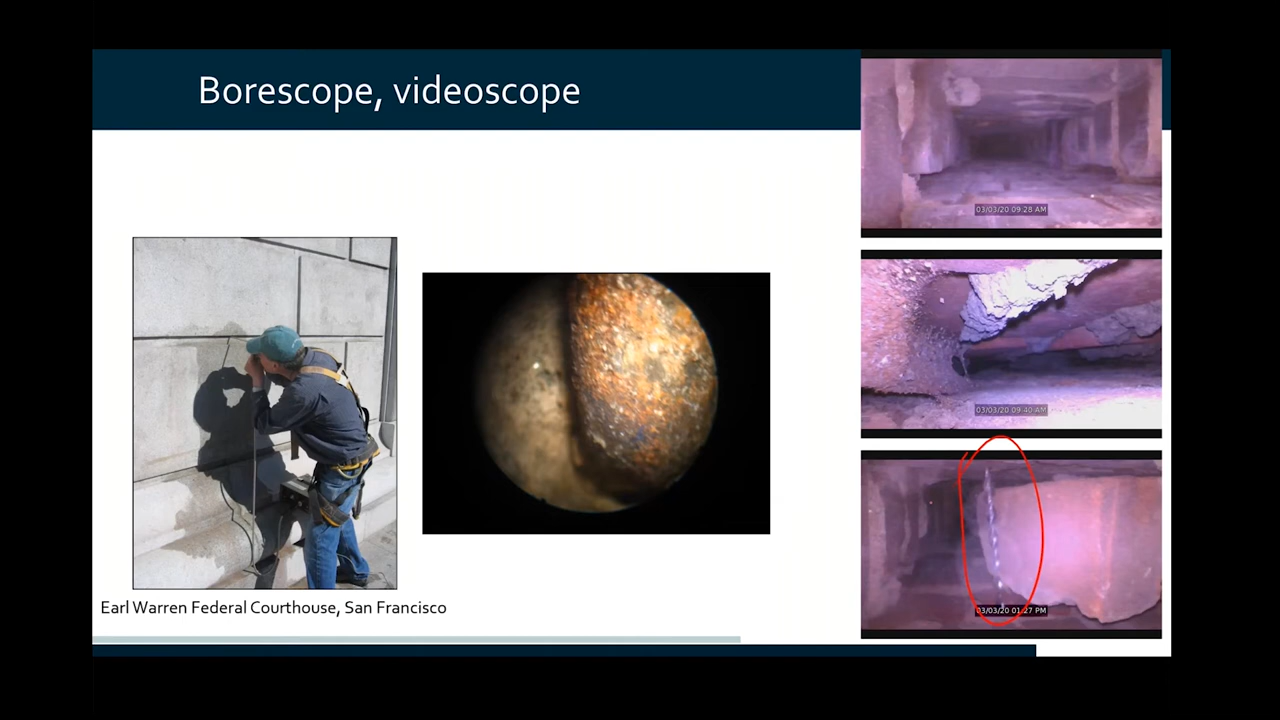 Borescope, videoscope
03/03/20 09:28 AM
03/03/20 09:40 AM
03/03/20 01:27 PM
Earl Warren Federal Courthouse, San Francisco